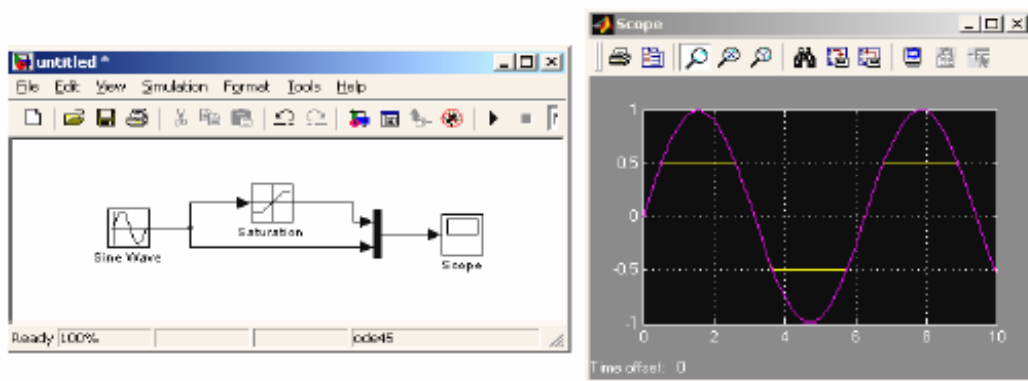 untitled *
File Edit View Simulation Format Tools Help
Sine Wave
Saturation
Scope
Ready 100% ode45
Scope
1
0.5
0
-0.5
-1
0 2 4 6 8 10
Time offset: 0